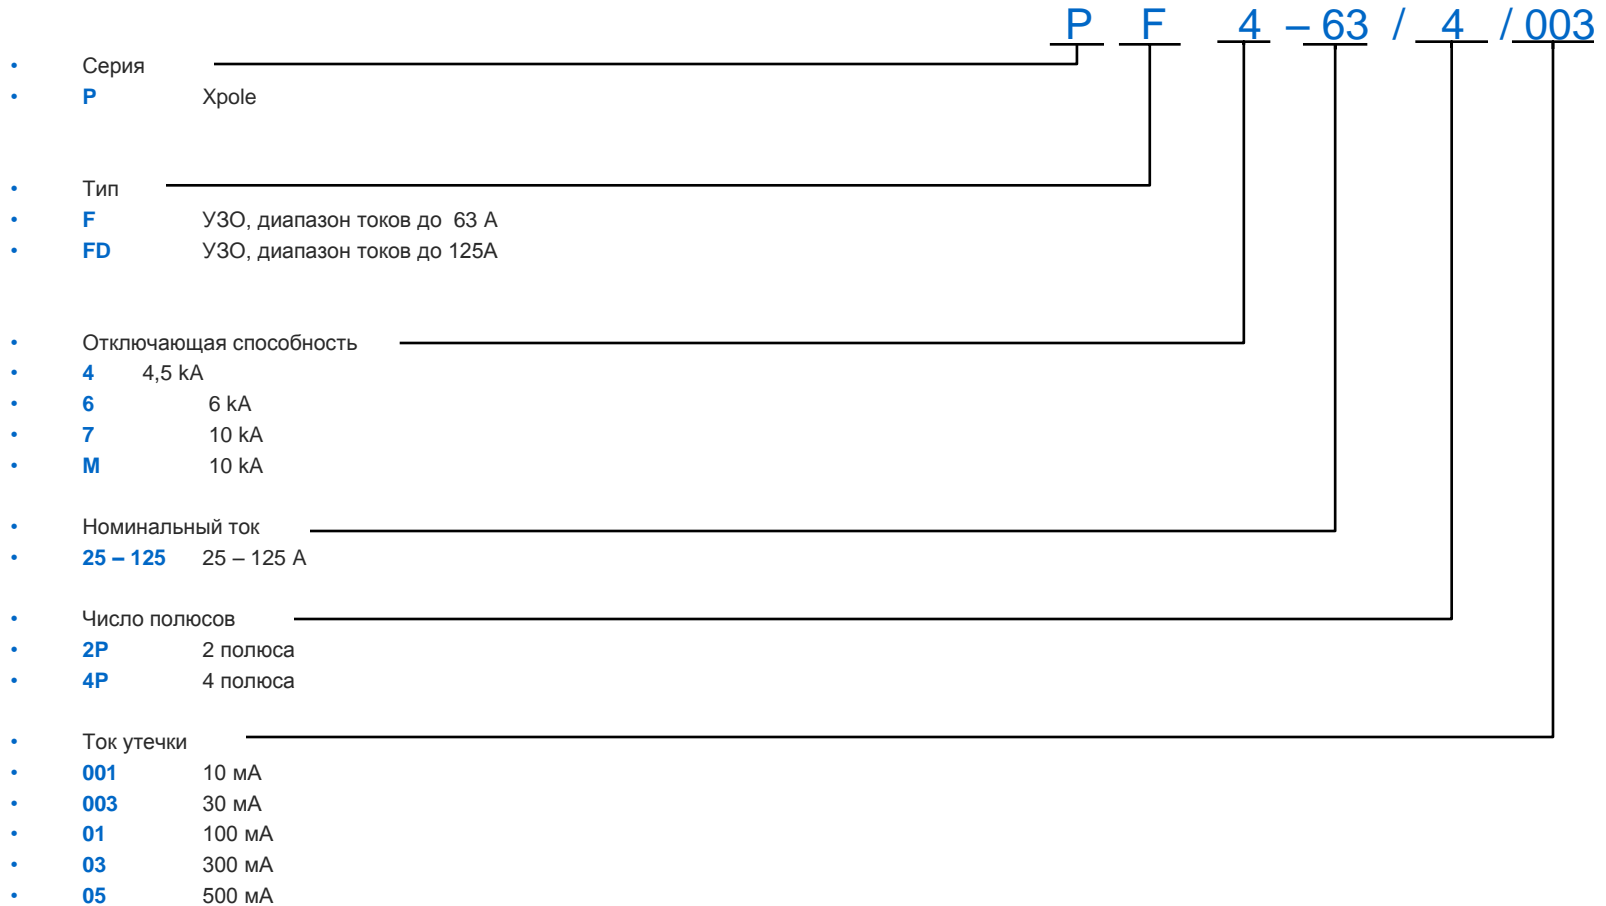 P F 4 – 63 / 4 / 003
• Серия
• P Xpole
• Тип
• F УЗО, диапазон токов до 63 А
• FD УЗО, диапазон токов до 125А
• Отключающая способность
• 4 4,5 kA
• 6 6 kA
• 7 10 kA
• M 10 kA
• Номинальный ток
• 25 – 125 25 – 125 А
• Число полюсов
• 2P 2 полюса
• 4P 4 полюса
• Ток утечки
• 001 10 мА
• 003 30 мА
• 01 100 мА
• 03 300 мА
• 05 500 мА